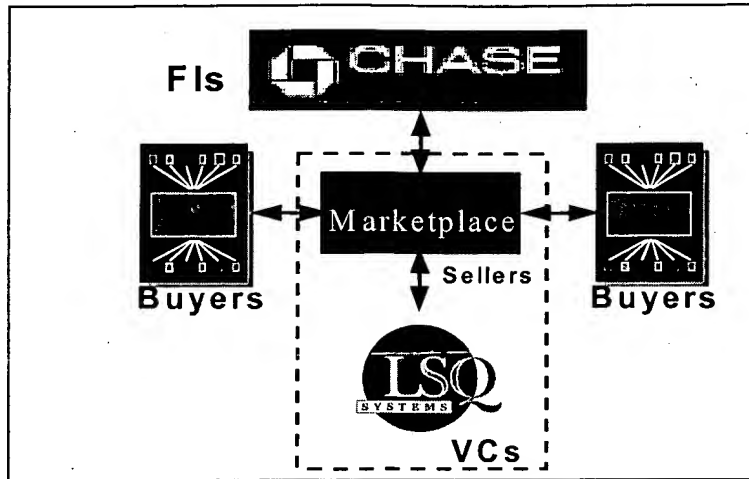 CHASE
FIs
Marketplace
Sellers
Buyers
Buyers
LSQ
SYSTEMS
VCs